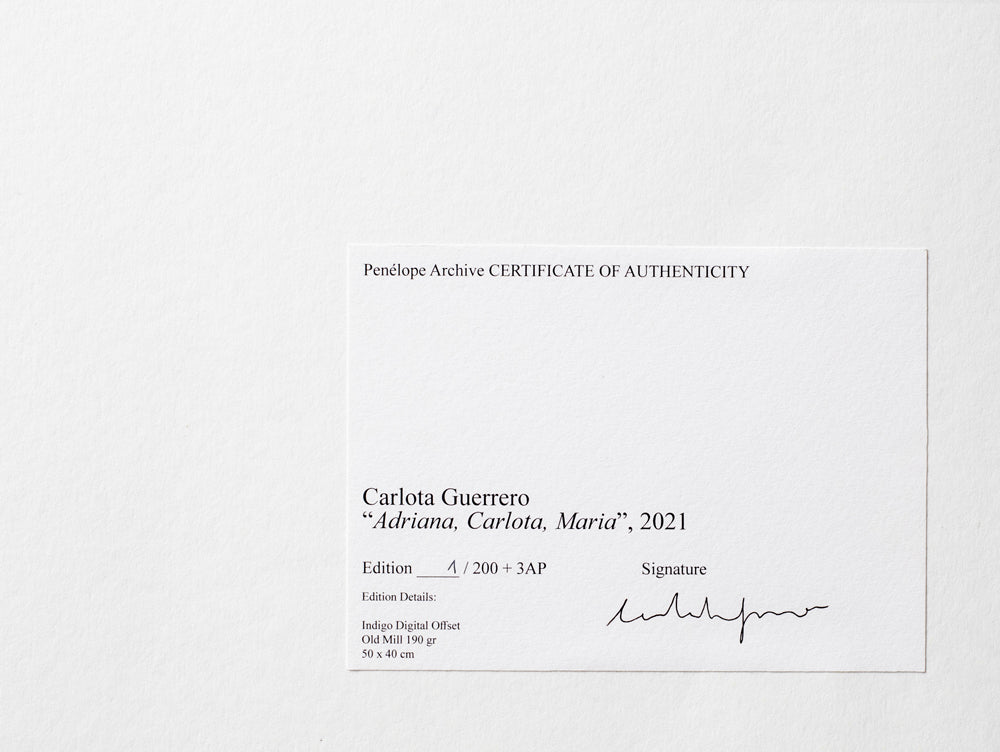 Penélope Archive CERTIFICATE OF AUTHENTICITY
Carlota Guerrero
“Adriana, Carlota, Maria”, 2021
Edition 1 / 200 + 3AP
Signature
Edition Details:
Indigo Digital Offset
Old Mill 190 gr
50 x 40 cm